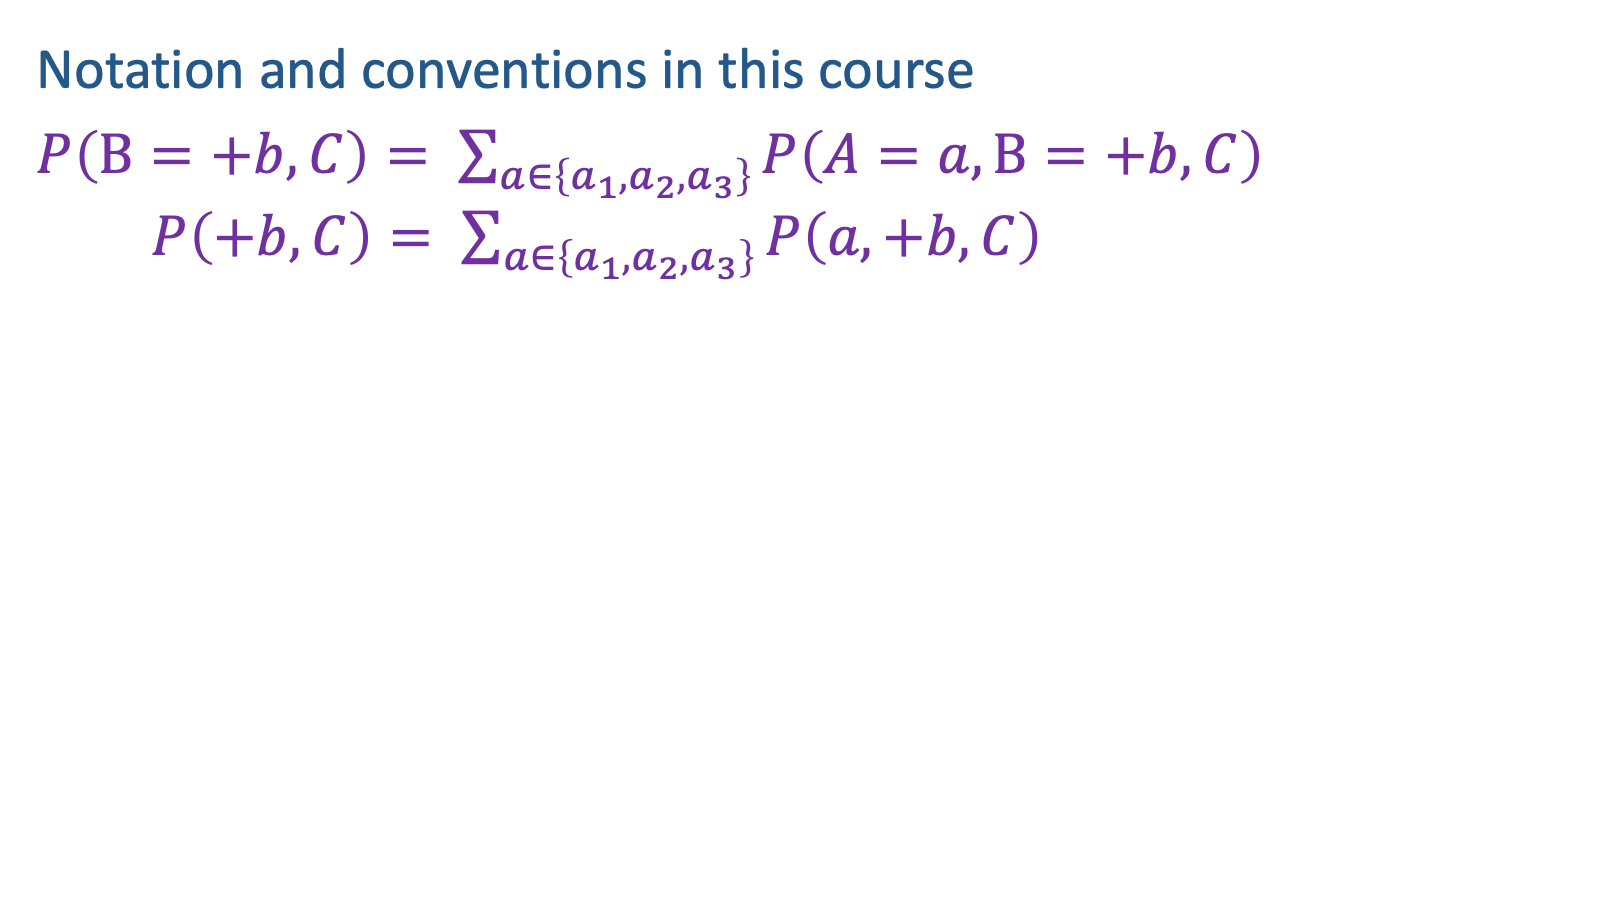 Notation and conventions in this course
P(B = +b, C) = ∑_{a∈{a₁,a₂,a₃}} P(A = a, B = +b, C)
P(+b, C) = ∑_{a∈{a₁,a₂,a₃}} P(a, +b, C)